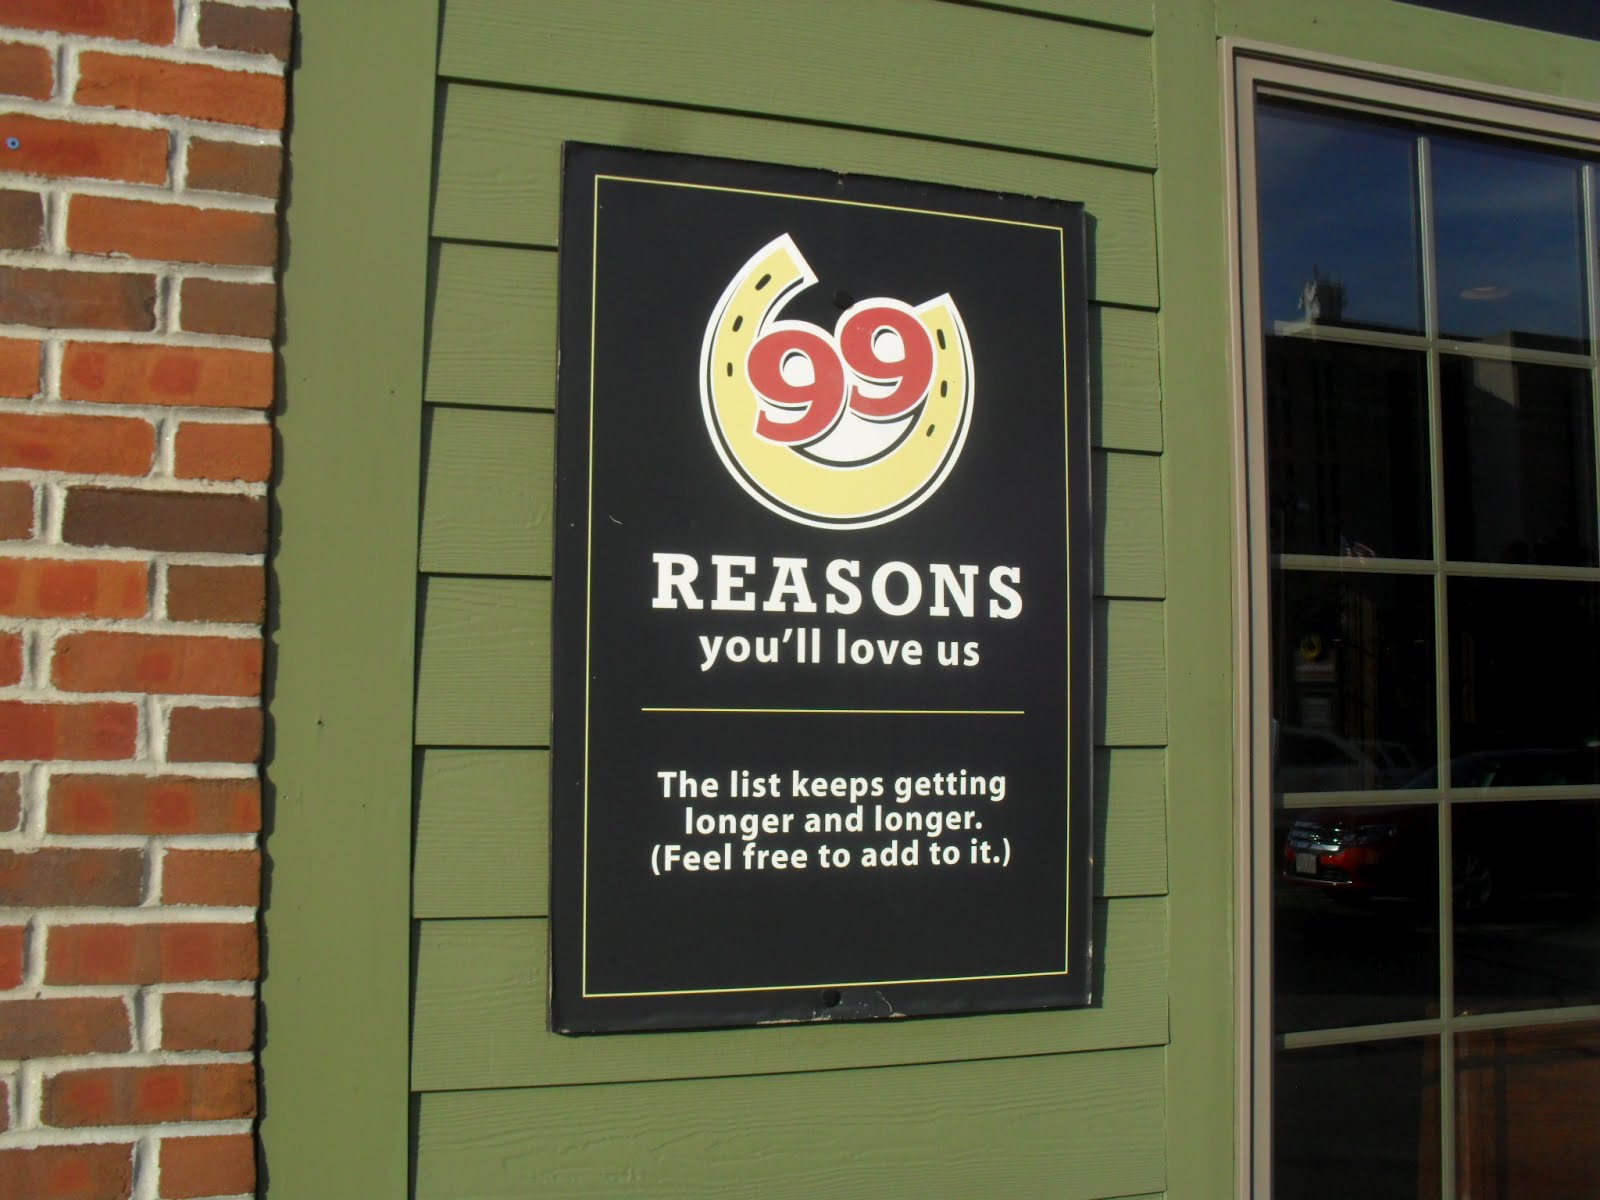 99
REASONS
you'll love us
The list keeps getting
longer and longer.
(Feel free to add to it.)